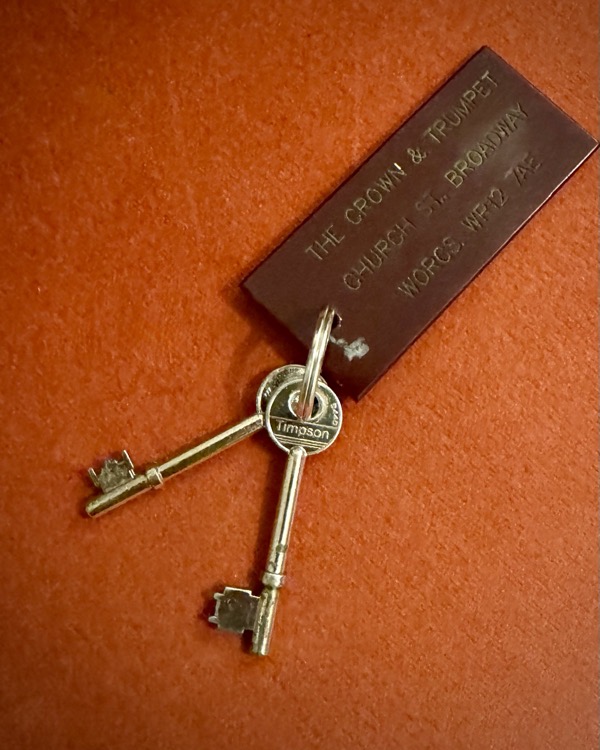 THE CROWN & TRUMPET
CHURCH ST. BROADWAY
WORCS. WR12 7AE
Timpson